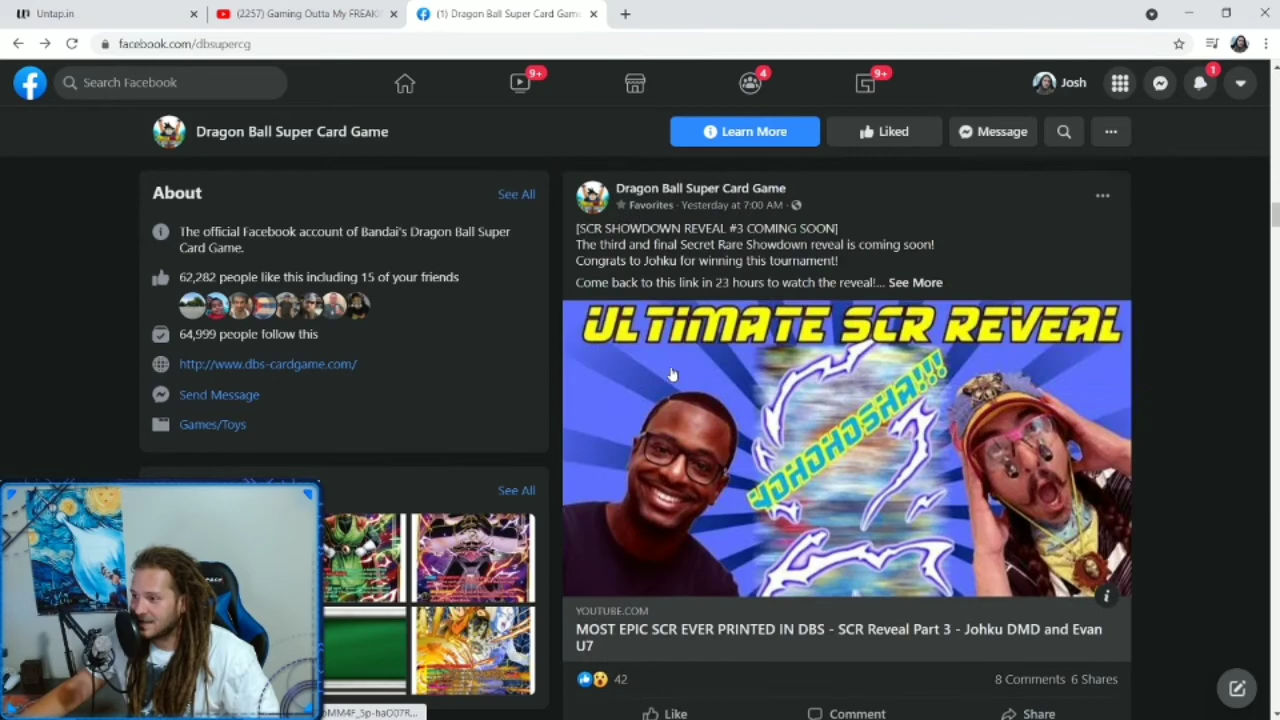 Untap.in
(2257) Gaming Outta My FREAK
(1) Dragon Ball Super Card Game
facebook.com/dbsupercg
Search Facebook
9+
4
9+
Josh
1
Dragon Ball Super Card Game
Learn More
Liked
Message
About
See All
The official Facebook account of Bandai's Dragon Ball Super
Card Game.
62,282 people like this including 15 of your friends
64,999 people follow this
http://www.dbs-cardgame.com/
Send Message
Games/Toys
See All
Dragon Ball Super Card Game
Favorites · Yesterday at 7:00 AM ·
[SCR SHOWDOWN REVEAL #3 COMING SOON]
The third and final Secret Rare Showdown reveal is coming soon!
Congrats to Johku for winning this tournament!
Come back to this link in 23 hours to watch the reveal!... See More
ULTIMATE SCR REVEAL
YOHOHOSHA!!!
YOUTUBE.COM
MOST EPIC SCR EVER PRINTED IN DBS - SCR Reveal Part 3 - Johku DMD and Evan
U7
42
8 Comments 6 Shares
Like
Comment
Share